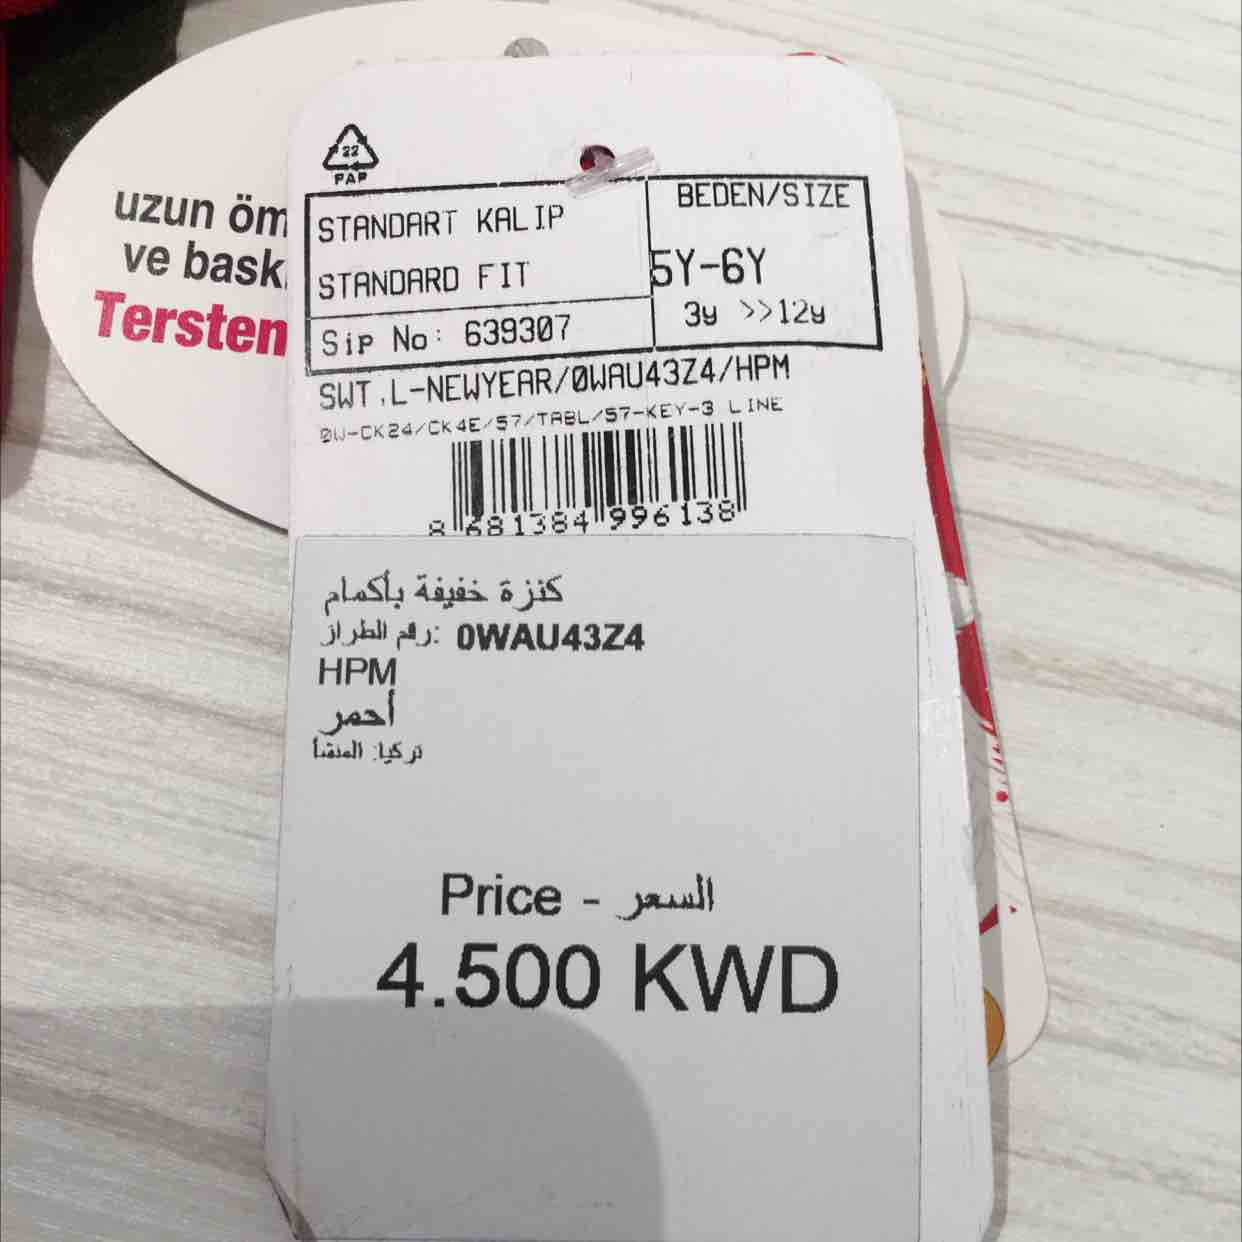 uzun öm
ve bask
Tersten
22
PAP
STANDART KALIP
STANDARD FIT
BEDEN/SIZE
5Y-6Y
3y >>12y
Sip No: 639307
SWT.L-NEWYEAR/0WAU43Z4/HPM
0W-CK24/CK4E/57/TABL/57-KEY-3 LINE
8 681384 996138
كنزة خفيفة بأكمام
رقم الطراز: 0WAU43Z4
HPM
أحمر
تركيا: المنشأ
Price - السعر
4.500 KWD